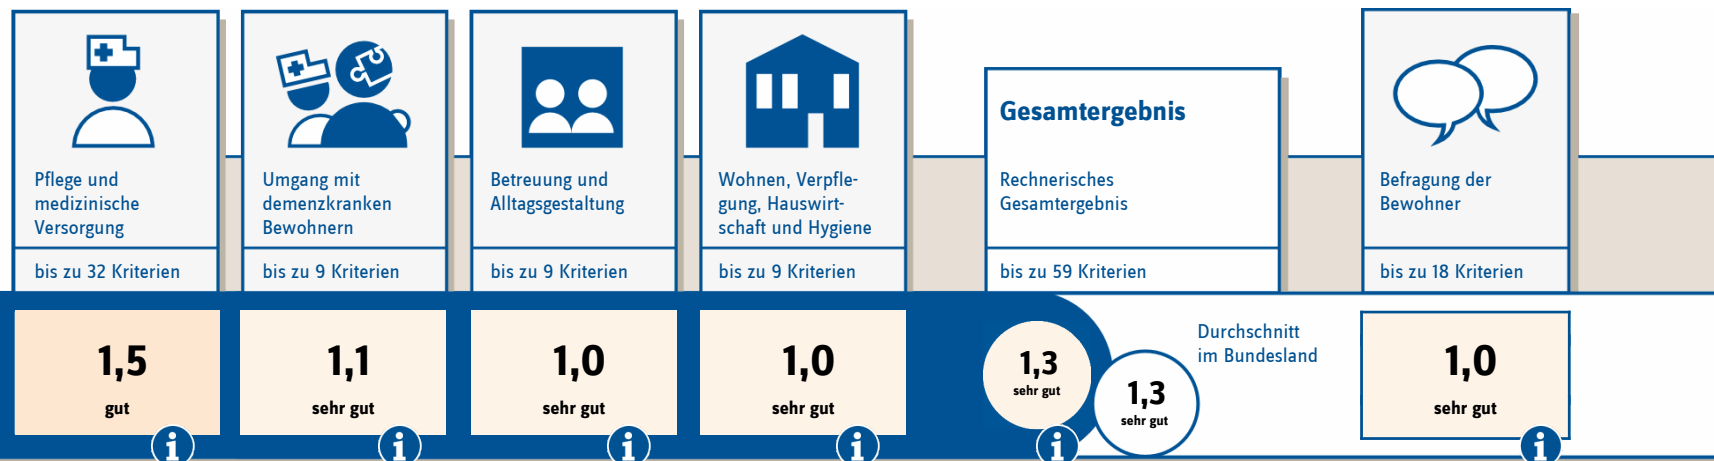 Pflege und
medizinische
Versorgung
bis zu 32 Kriterien
1,5
gut
Umgang mit
demenzkranken
Bewohnern
bis zu 9 Kriterien
1,1
sehr gut
Betreuung und
Alltagsgestaltung
bis zu 9 Kriterien
1,0
sehr gut
Wohnen, Verpfle-
gung, Hauswirt-
schaft und Hygiene
bis zu 9 Kriterien
1,0
sehr gut
Gesamtergebnis
Rechnerisches
Gesamtergebnis
bis zu 59 Kriterien
1,3
sehr gut
Durchschnitt
im Bundesland
1,3
sehr gut
Befragung der
Bewohner
bis zu 18 Kriterien
1,0
sehr gut